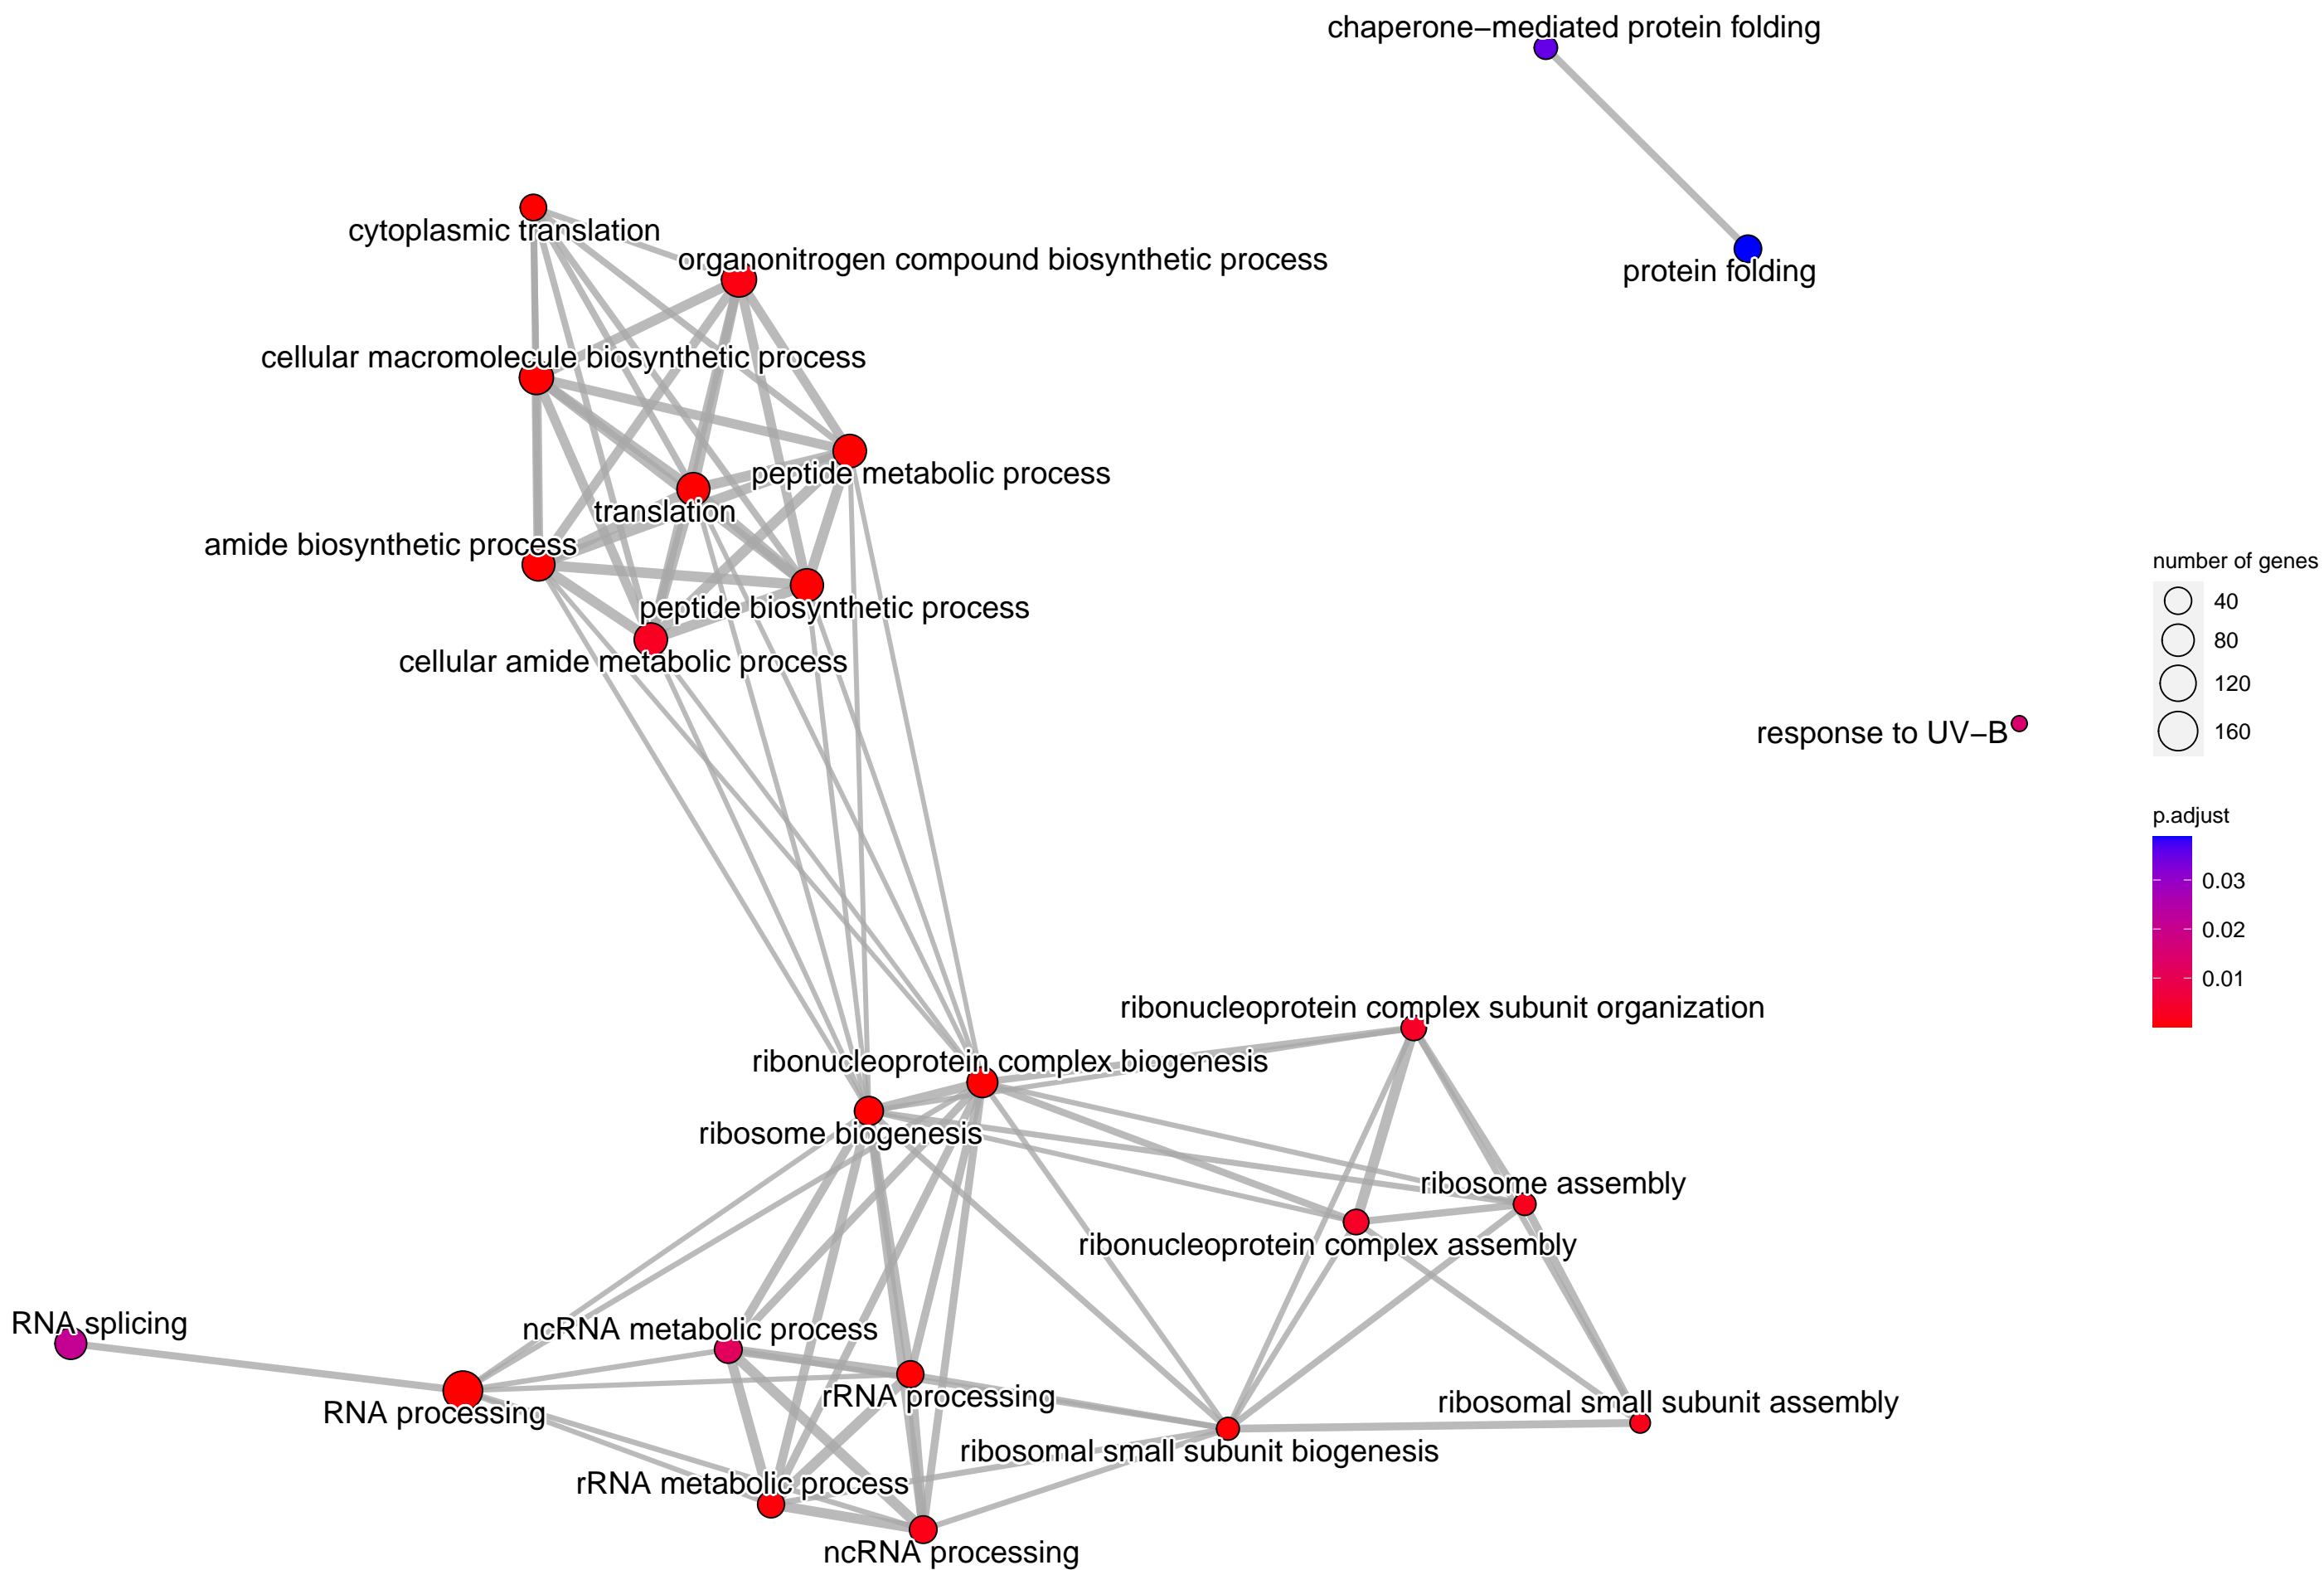 chaperone−mediated protein folding
cytoplasmic translation
organonitrogen compound biosynthetic process
protein folding
cellular macromolecule biosynthetic process
peptide metabolic process
translation
amide biosynthetic process
peptide biosynthetic process
cellular amide metabolic process
response to UV−B
number of genes
40
80
120
160
p.adjust
0.03
0.02
0.01
ribonucleoprotein complex subunit organization
ribonucleoprotein complex biogenesis
ribosome biogenesis
ribosome assembly
ribonucleoprotein complex assembly
RNA splicing
ncRNA metabolic process
rRNA processing
RNA processing
ribosomal small subunit assembly
ribosomal small subunit biogenesis
rRNA metabolic process
ncRNA processing